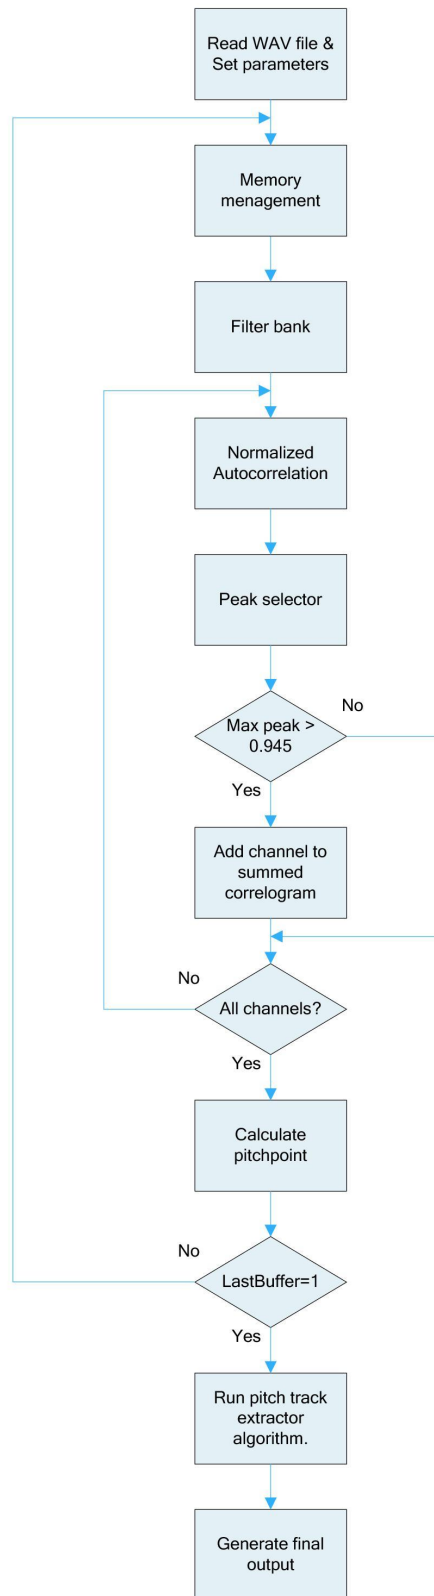 Read WAV file &
Set parameters
Memory
menagement
Filter bank
Normalized
Autocorrelation
Peak selector
Max peak >
0.945
No
Yes
Add channel to
summed
correlogram
No
All channels?
Yes
Calculate
pitchpoint
No
LastBuffer=1
Yes
Run pitch track
extractor
algorithm.
Generate final
output